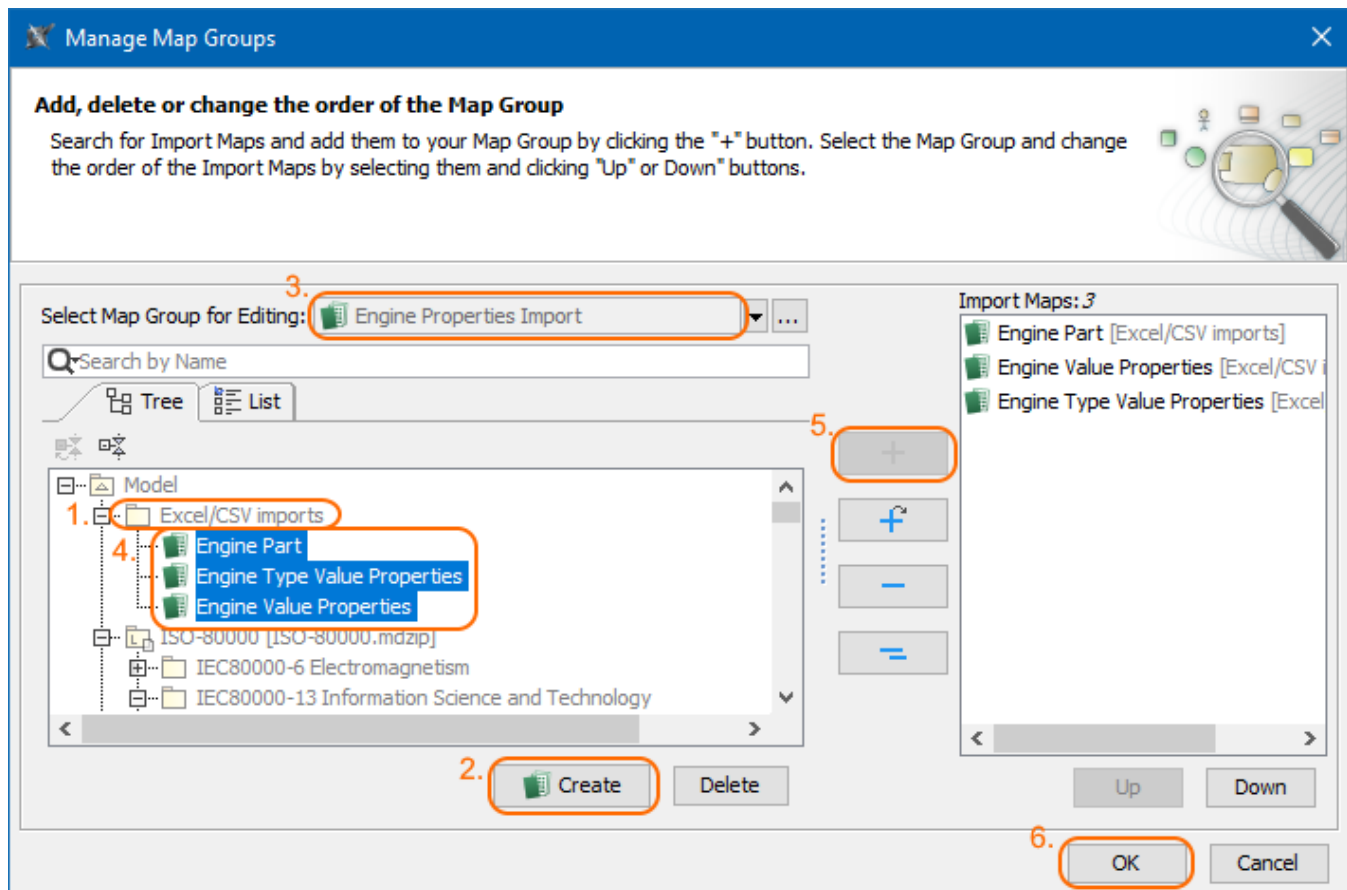 Manage Map Groups
Add, delete or change the order of the Map Group
Search for Import Maps and add them to your Map Group by clicking the "+" button. Select the Map Group and change
the order of the Import Maps by selecting them and clicking "Up" or Down" buttons.
3.
Select Map Group for Editing: Engine Properties Import ...
Search by Name
Tree List
Import Maps: 3
Engine Part [Excel/CSV imports]
Engine Value Properties [Excel/CSV i
Engine Type Value Properties [Excel
5.
+
Model
1. Excel/CSV imports
4. Engine Part
Engine Type Value Properties
Engine Value Properties
ISO-80000 [ISO-80000.mdzip]
IEC80000-6 Electromagnetism
IEC80000-13 Information Science and Technology
2. Create Delete
Up Down
6. OK Cancel